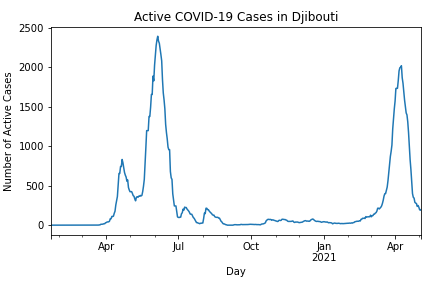 Active COVID-19 Cases in Djibouti
2500
2000
1500
1000
500
0
Number of Active Cases
Apr
Jul
Oct
Jan
2021
Apr
Day